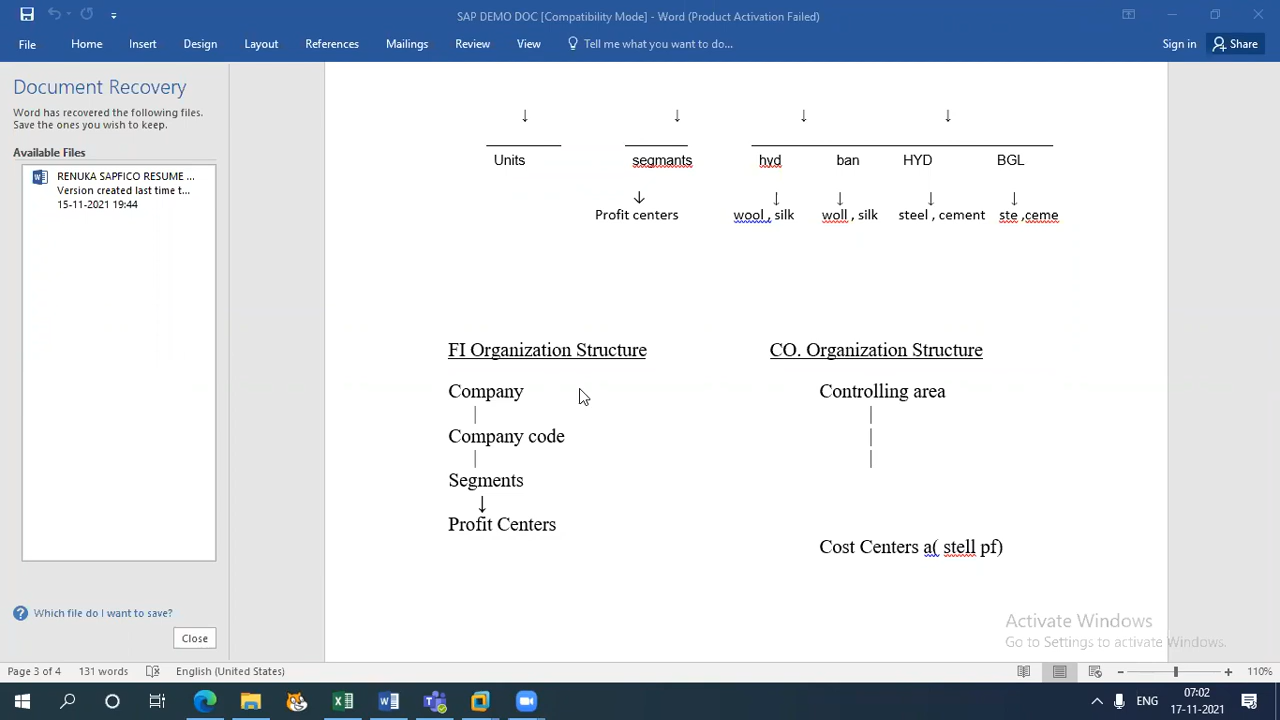 SAP DEMO DOC [Compatibility Mode] - Word (Product Activation Failed)
File Home Insert Design Layout References Mailings Review View Tell me what you want to do... Sign in Share
Document Recovery
Word has recovered the following files.
Save the ones you wish to keep.
Available Files
RENUKA SAPFICO RESUME ...
Version created last time t...
15-11-2021 19:44
↓ ↓ ↓ ↓
Units segmants hyd ban HYD BGL
↓ ↓ ↓ ↓ ↓
Profit centers wool , silk woll , silk steel , cement ste ,ceme
FI Organization Structure CO. Organization Structure
Company Controlling area
| |
Company code |
| |
Segments
↓
Profit Centers
Cost Centers a( stell pf)
Which file do I want to save?
Close
Activate Windows
Go to Settings to activate Windows.
Page 3 of 4 131 words English (United States) 110%
ENG 07:02
17-11-2021